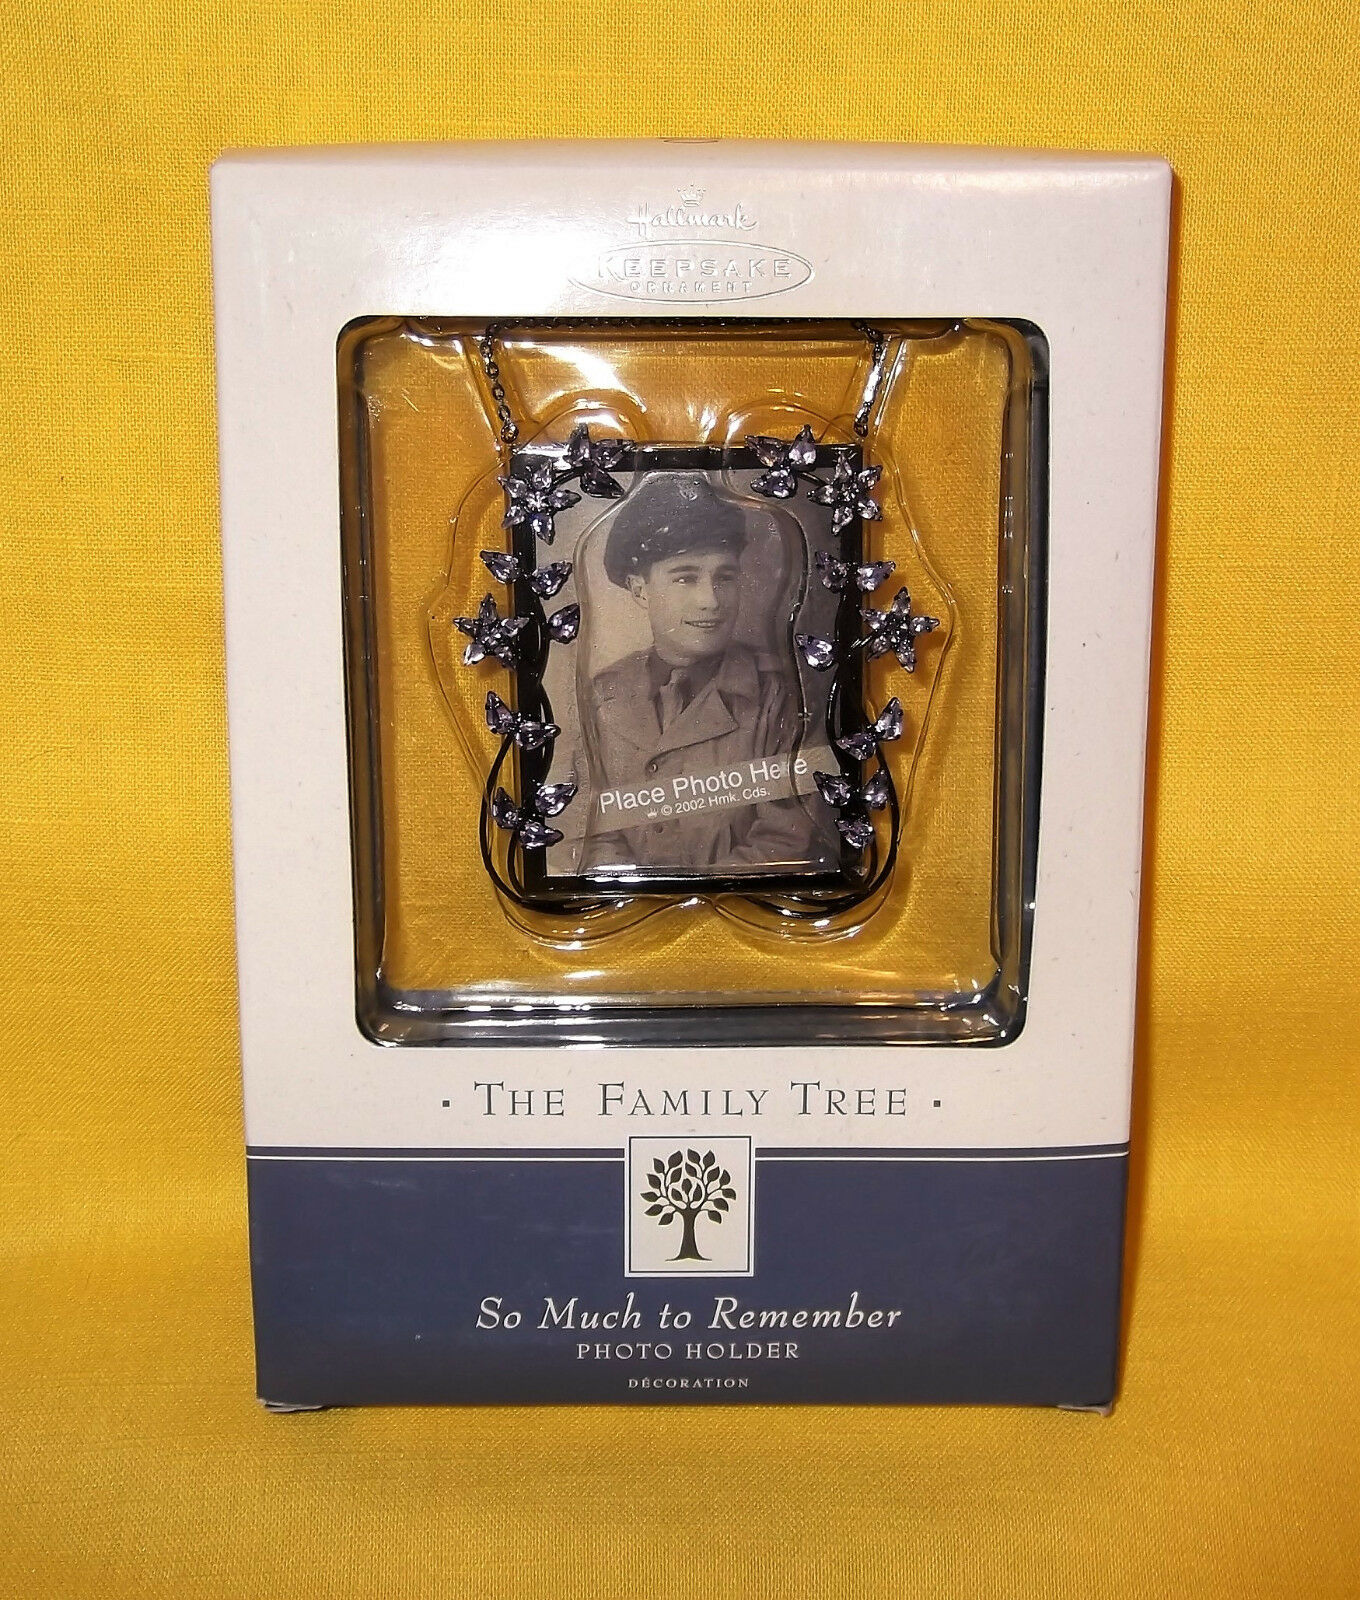 Hallmark
KEEPSAKE
ORNAMENT
Place Photo Here
© 2002 Hmk. Cds.
· THE FAMILY TREE ·
So Much to Remember
PHOTO HOLDER
DÉCORATION